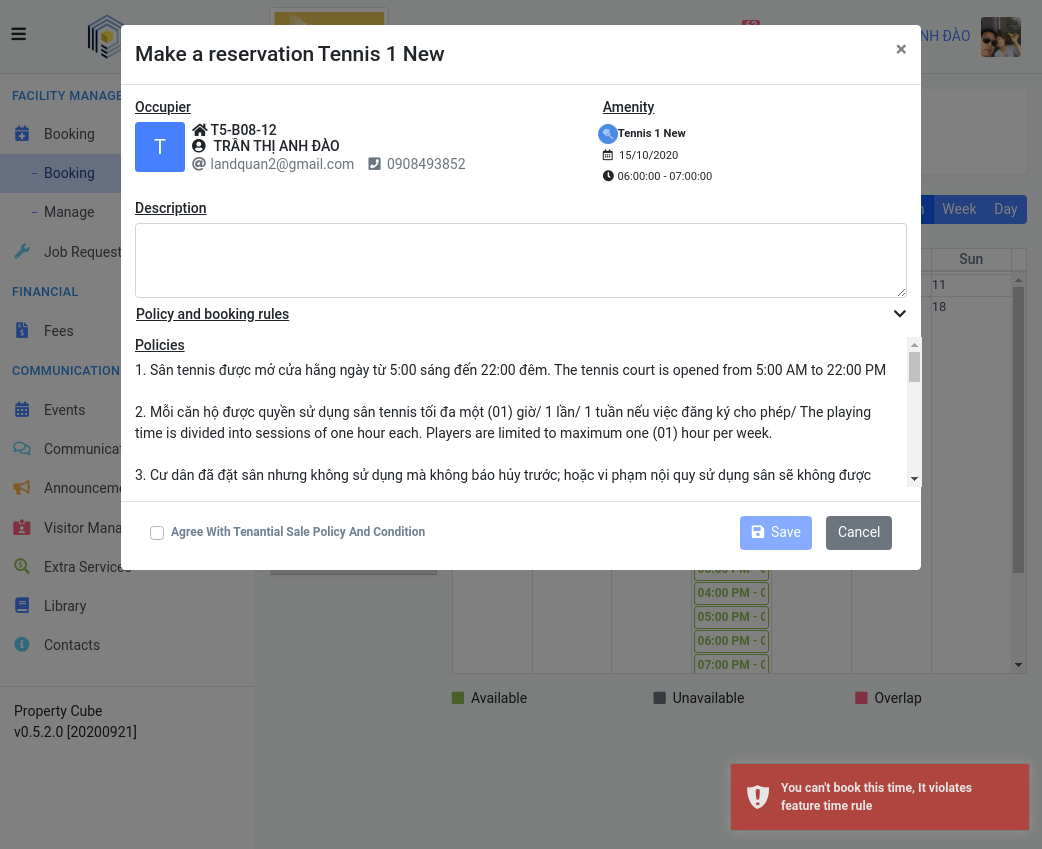 Make a reservation Tennis 1 New
×
NH ĐÀO
Occupier
T
T5-B08-12
TRẦN THỊ ANH ĐÀO
landquan2@gmail.com 0908493852
Amenity
Tennis 1 New
15/10/2020
06:00:00 - 07:00:00
Description
Policy and booking rules
Policies
1. Sân tennis được mở cửa hằng ngày từ 5:00 sáng đến 22:00 đêm. The tennis court is opened from 5:00 AM to 22:00 PM
2. Mỗi căn hộ được quyền sử dụng sân tennis tối đa một (01) giờ/ 1 lần/ 1 tuần nếu việc đăng ký cho phép/ The playing
time is divided into sessions of one hour each. Players are limited to maximum one (01) hour per week.
3. Cư dân đã đặt sân nhưng không sử dụng mà không báo hủy trước; hoặc vi phạm nội quy sử dụng sân sẽ không được
Agree With Tenantial Sale Policy And Condition
Save
Cancel
FACILITY MANAGE
Booking
Booking
Manage
Job Request
FINANCIAL
Fees
COMMUNICATION
Events
Communicat
Announceme
Visitor Mana
Extra Services
Library
Contacts
Property Cube
v0.5.2.0 [20200921]
Week
Day
Sun
11
18
04:00 PM - 0
05:00 PM - 0
06:00 PM - 0
07:00 PM - 0
Available
Unavailable
Overlap
You can't book this time, It violates
feature time rule